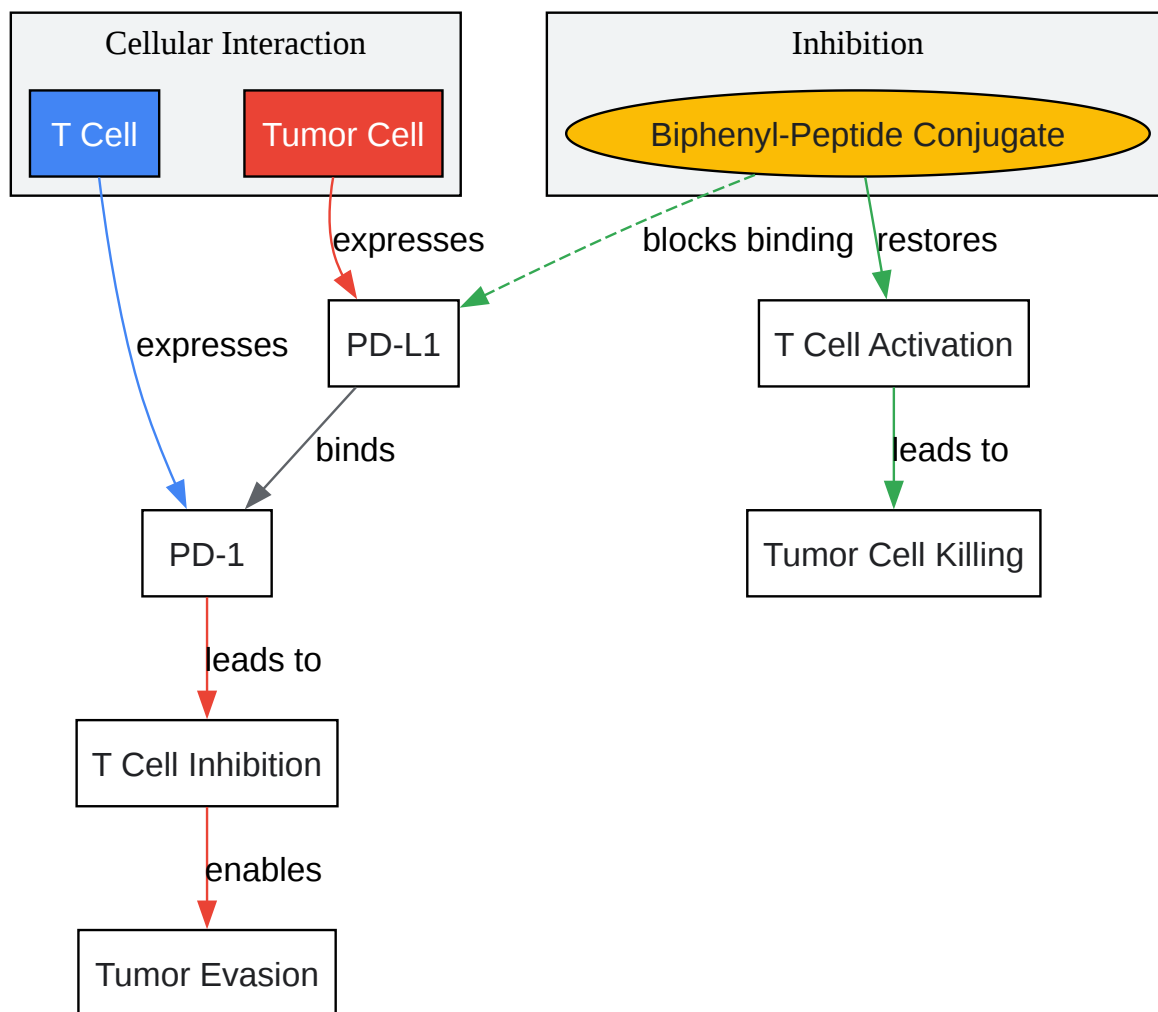 Cellular Interaction
Inhibition
T Cell
Tumor Cell
Biphenyl-Peptide Conjugate
expresses
blocks binding
restores
expresses
PD-L1
T Cell Activation
binds
leads to
PD-1
Tumor Cell Killing
leads to
T Cell Inhibition
enables
Tumor Evasion